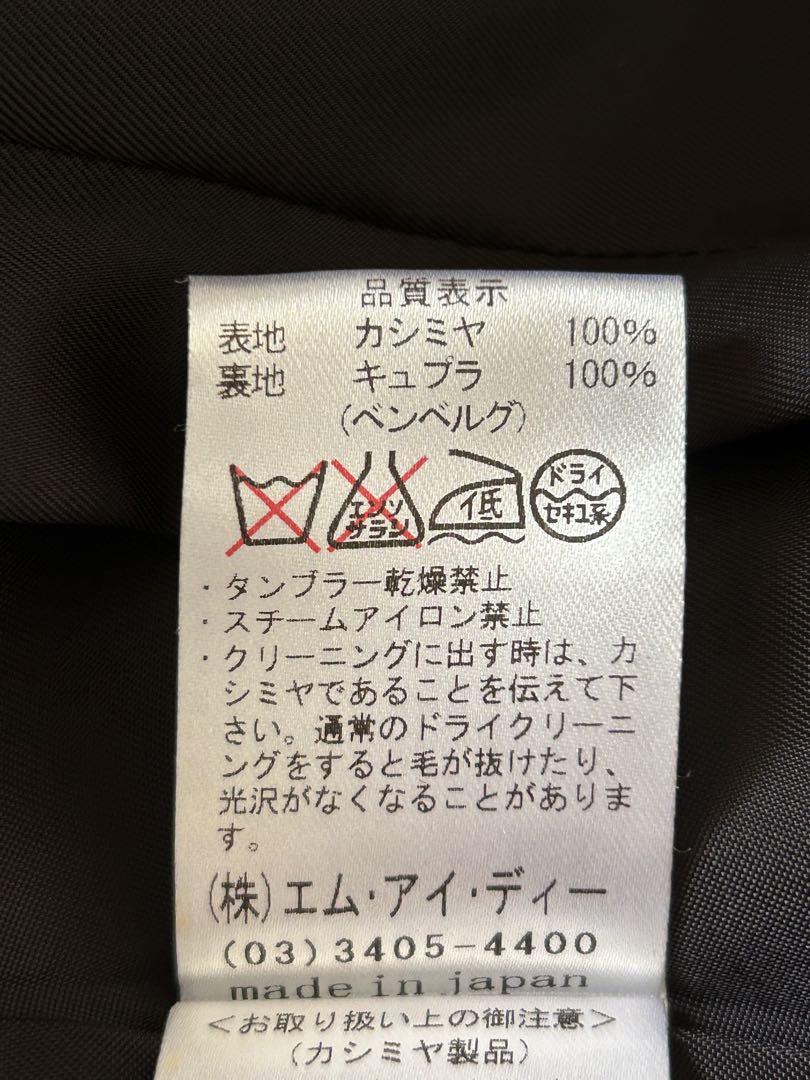 品質表示
表地 カシミヤ 100%
裏地 キュプラ 100%
(ベンベルグ)
エンソ
サラシ
低
ドライ
セキユ系
・タンブラー乾燥禁止
・スチームアイロン禁止
・クリーニングに出す時は、カ
シミヤであることを伝えて下
さい。通常のドライクリーニ
ングをすると毛が抜けたり、
光沢がなくなることがありま
す。
(株)エム・アイ・ディー
(03)3405-4400
made in japan
<お取り扱い上の御注意>
(カシミヤ製品)